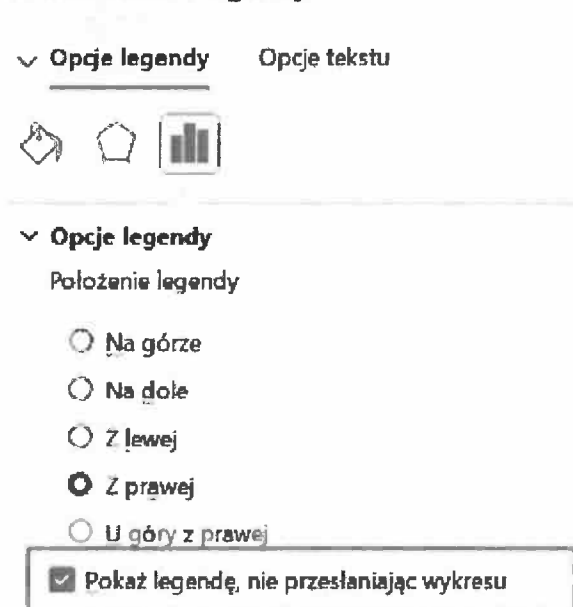 Opcje legendy Opcje tekstu
Opcje legendy
Położenie legendy
Na górze
Na dole
Z lewej
Z prawej
U góry z prawej
Pokaż legendę, nie przesłaniając wykresu